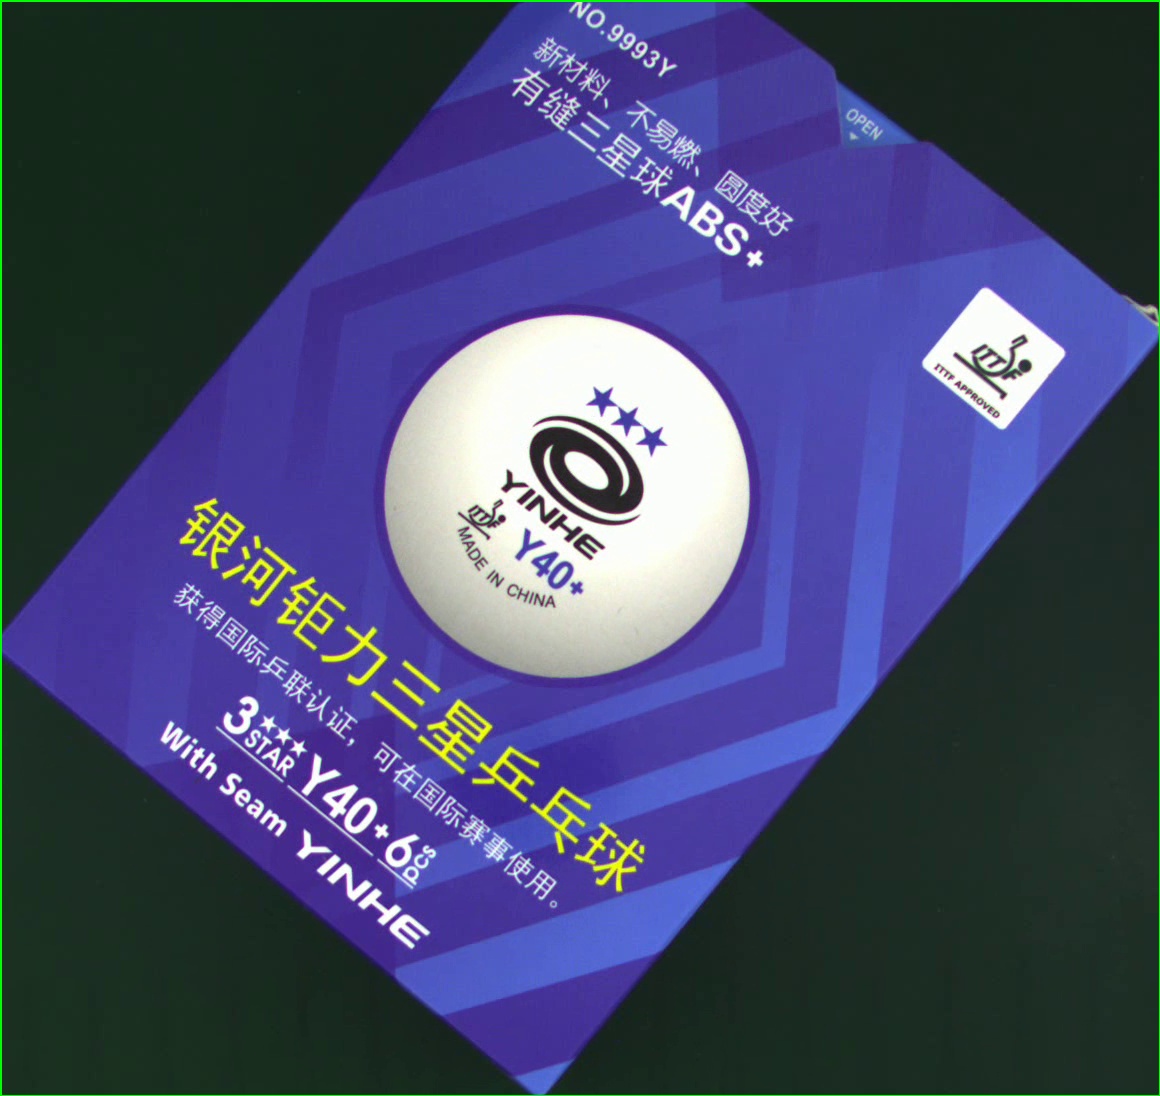 NO.9993Y
新材料、不易燃、圆度好
有缝三星球ABS+
OPEN
ITTF
ITTF APPROVED
YINHE
ITTF
Y40+
MADE IN CHINA
银河钜力三星乒乓球
获得国际乒联认证，可在国际赛事使用。
3 STAR Y40+ 6PCS
With Seam YINHE